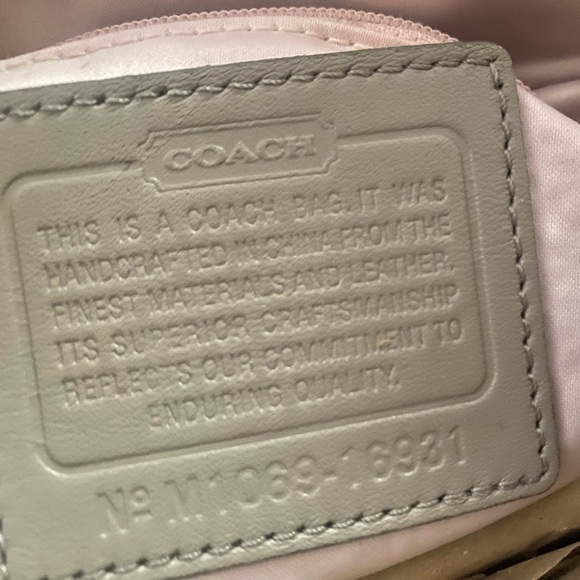 COACH
THIS IS A COACH BAG. IT WAS
HANDCRAFTED IN CHINA FROM THE
FINEST MATERIALS AND LEATHER.
ITS SUPERIOR CRAFTSMANSHIP
REFLECTS OUR COMMITMENT TO
ENDURING QUALITY.
Nº M1069-16931